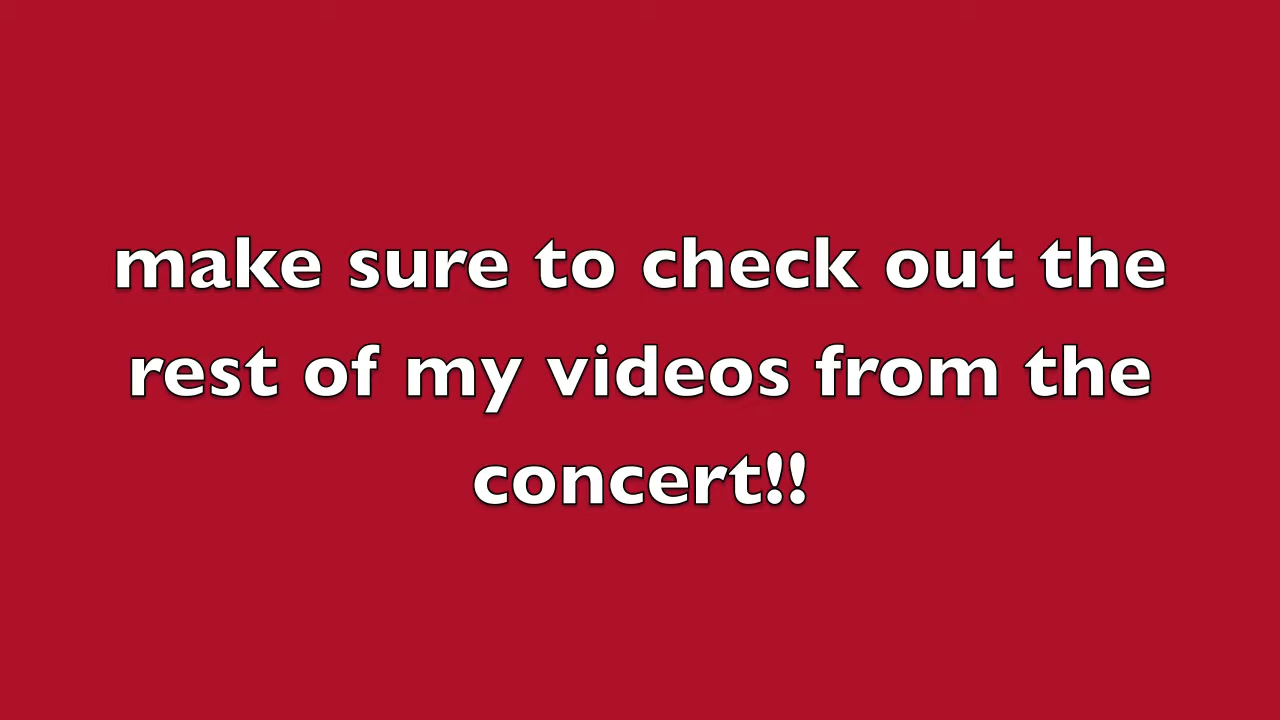 make sure to check out the
rest of my videos from the
concert!!